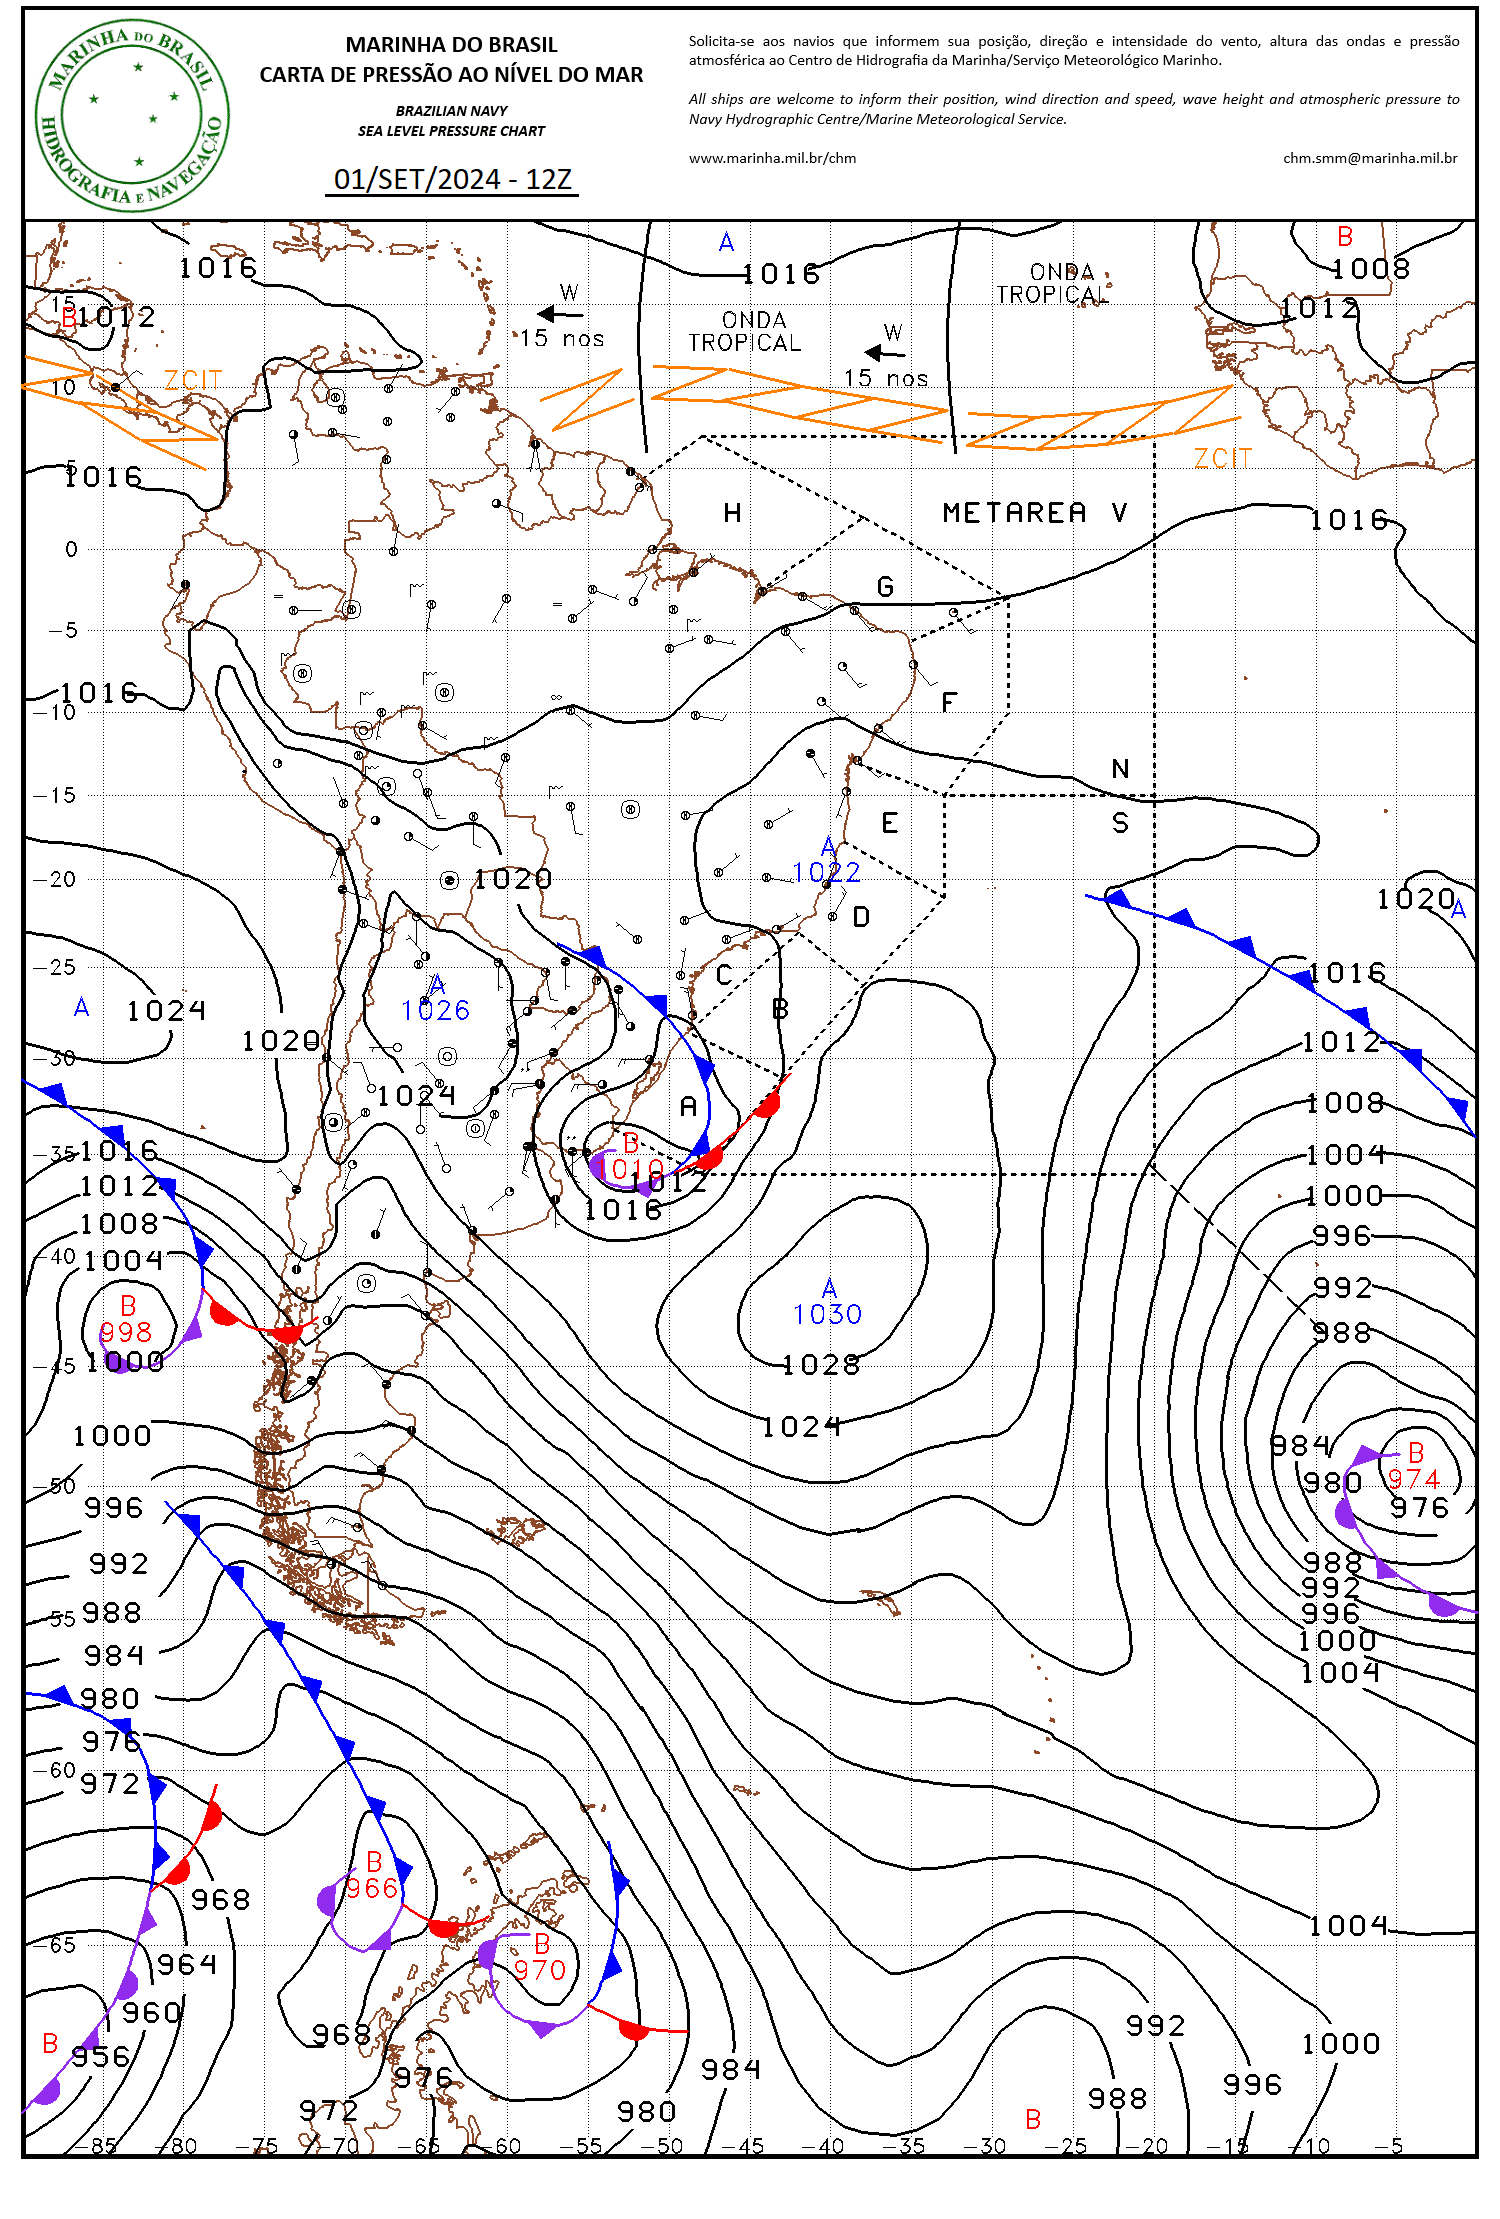 MARINHA DO BRASIL
HIDROGRAFIA E NAVEGAÇÃO
MARINHA DO BRASIL
CARTA DE PRESSÃO AO NÍVEL DO MAR
BRAZILIAN NAVY
SEA LEVEL PRESSURE CHART
01/SET/2024 - 12Z
Solicita-se aos navios que informem sua posição, direção e intensidade do vento, altura das ondas e pressão
atmosférica ao Centro de Hidrografia da Marinha/Serviço Meteorológico Marinho.
All ships are welcome to inform their position, wind direction and speed, wave height and atmospheric pressure to
Navy Hydrographic Centre/Marine Meteorological Service.
www.marinha.mil.br/chm
chm.smm@marinha.mil.br
A
B
1016
1016
1008
ONDA
TROPICAL
W
15 nos
15
B
1012
1012
ONDA
TROPICAL
W
15 nos
10
ZCIT
ZCIT
5
1016
H
METAREA V
1016
0
G
-5
1016
F
-10
N
-15
E
S
A
1022
1020
-20
1020
A
D
-25
C
1016
A
1026
A
1024
B
1020
1012
-30
1024
A
1008
B
1010
1016
-35
1004
1012
1012
1000
1016
1008
996
-40
1004
A
1030
992
B
998
988
1000
-45
1028
1024
1000
984
B
974
980
-50
976
996
992
988
992
988
996
-55
1000
984
1004
980
976
-60
972
B
966
968
1004
-65
B
970
964
960
992
968
1000
B
956
984
976
996
988
972
980
B
-85
-80
-75
-70
-65
-60
-55
-50
-45
-40
-35
-30
-25
-20
-15
-10
-5